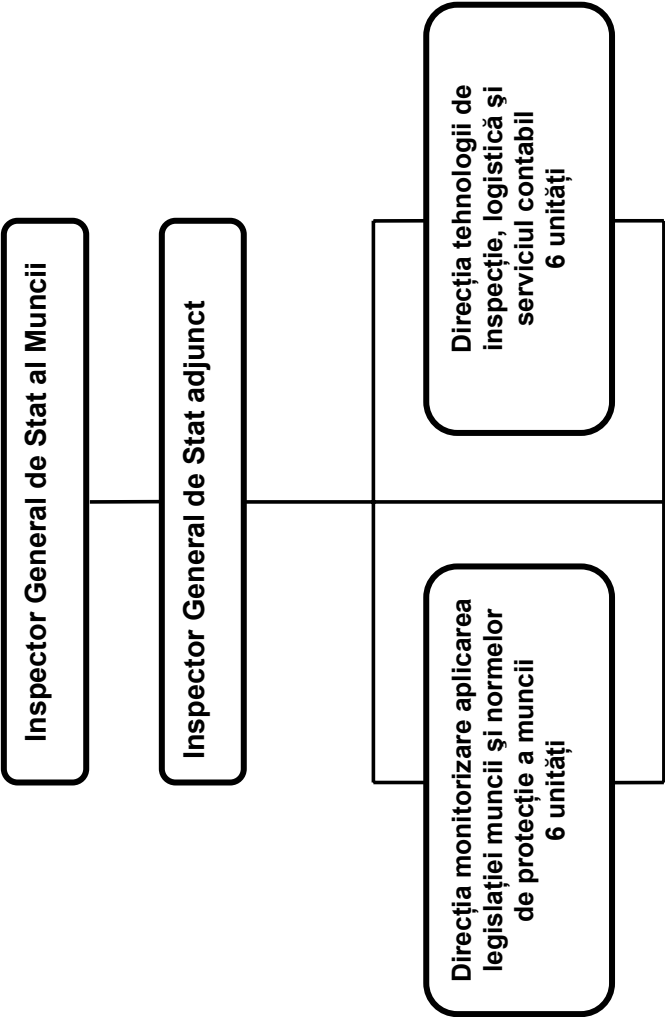 Inspector General de Stat al Muncii
Inspector General de Stat adjunct
Direcția monitorizare aplicarea
legislației muncii și normelor
de protecție a muncii
6 unități
Direcția tehnologii de
inspecție, logistică şi
serviciul contabil
6 unități